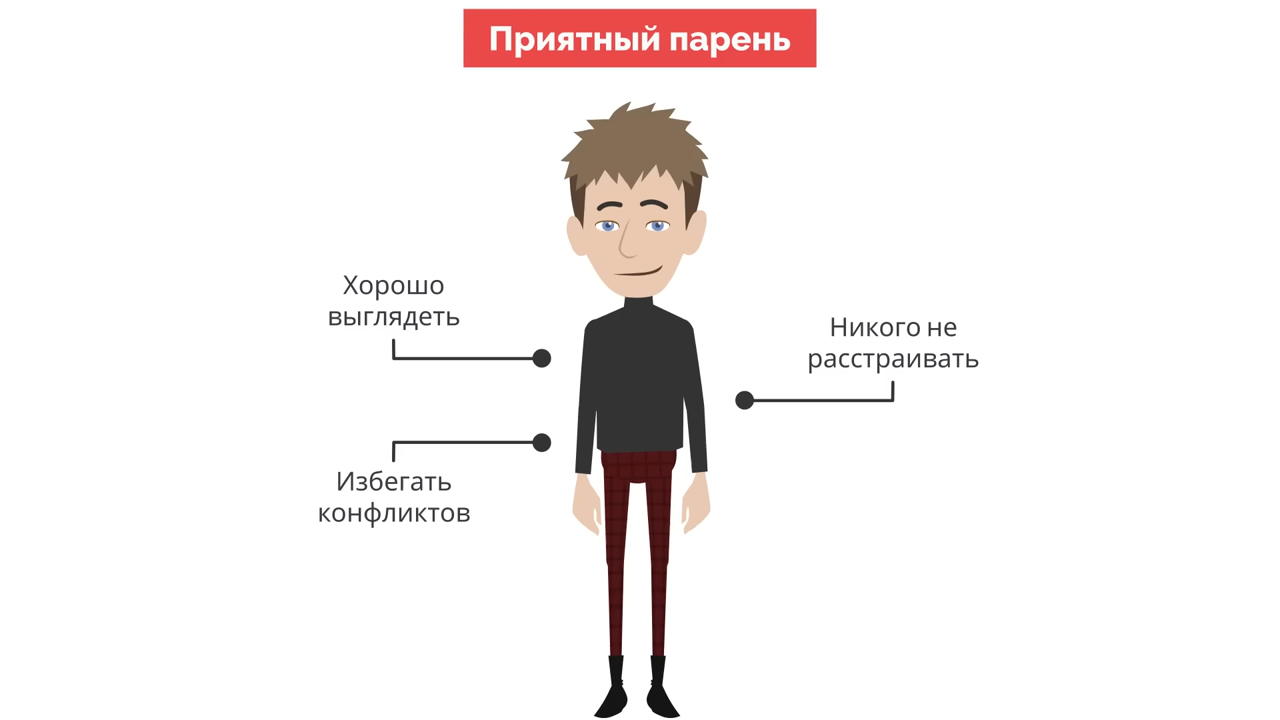 Приятный парень
Хорошо
выглядеть
Никого не
расстраивать
Избегать
конфликтов